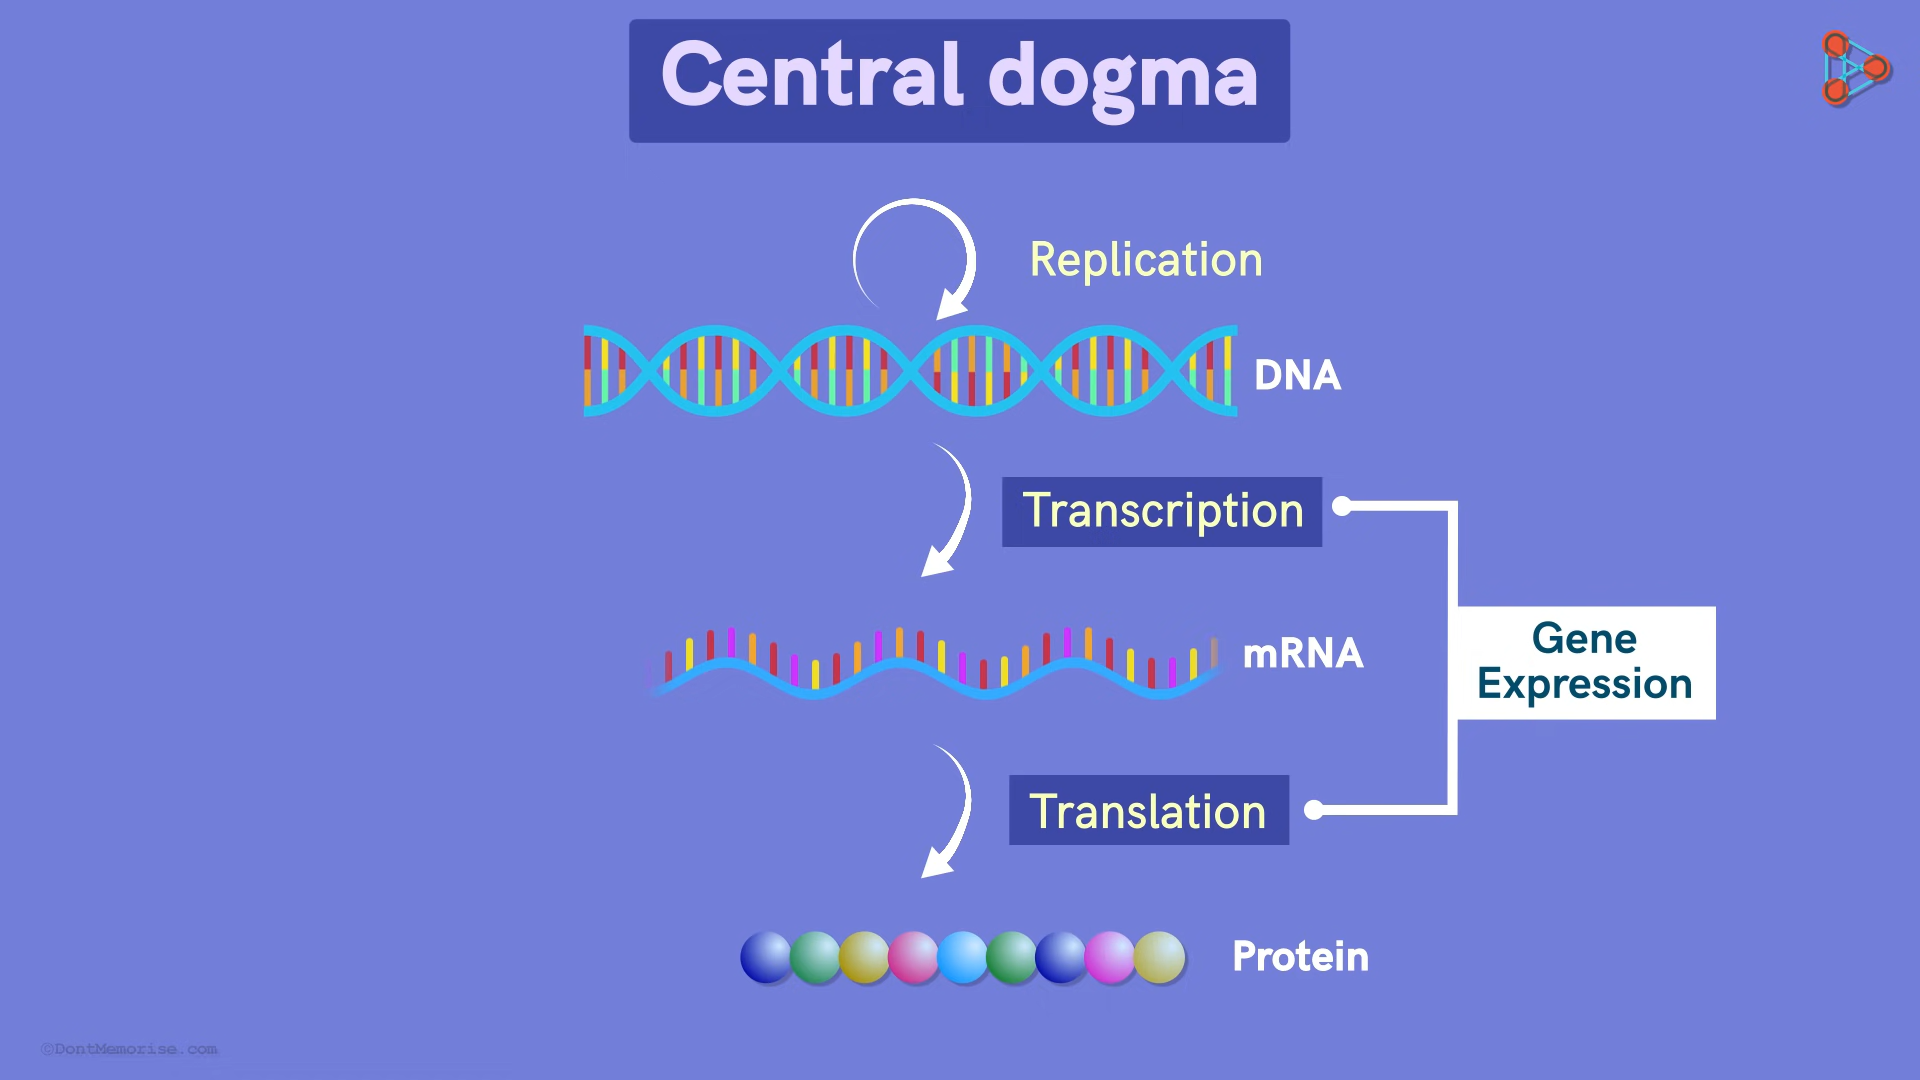 Central dogma
Replication
DNA
Transcription
mRNA
Gene
Expression
Translation
Protein
©DontMemorise.com